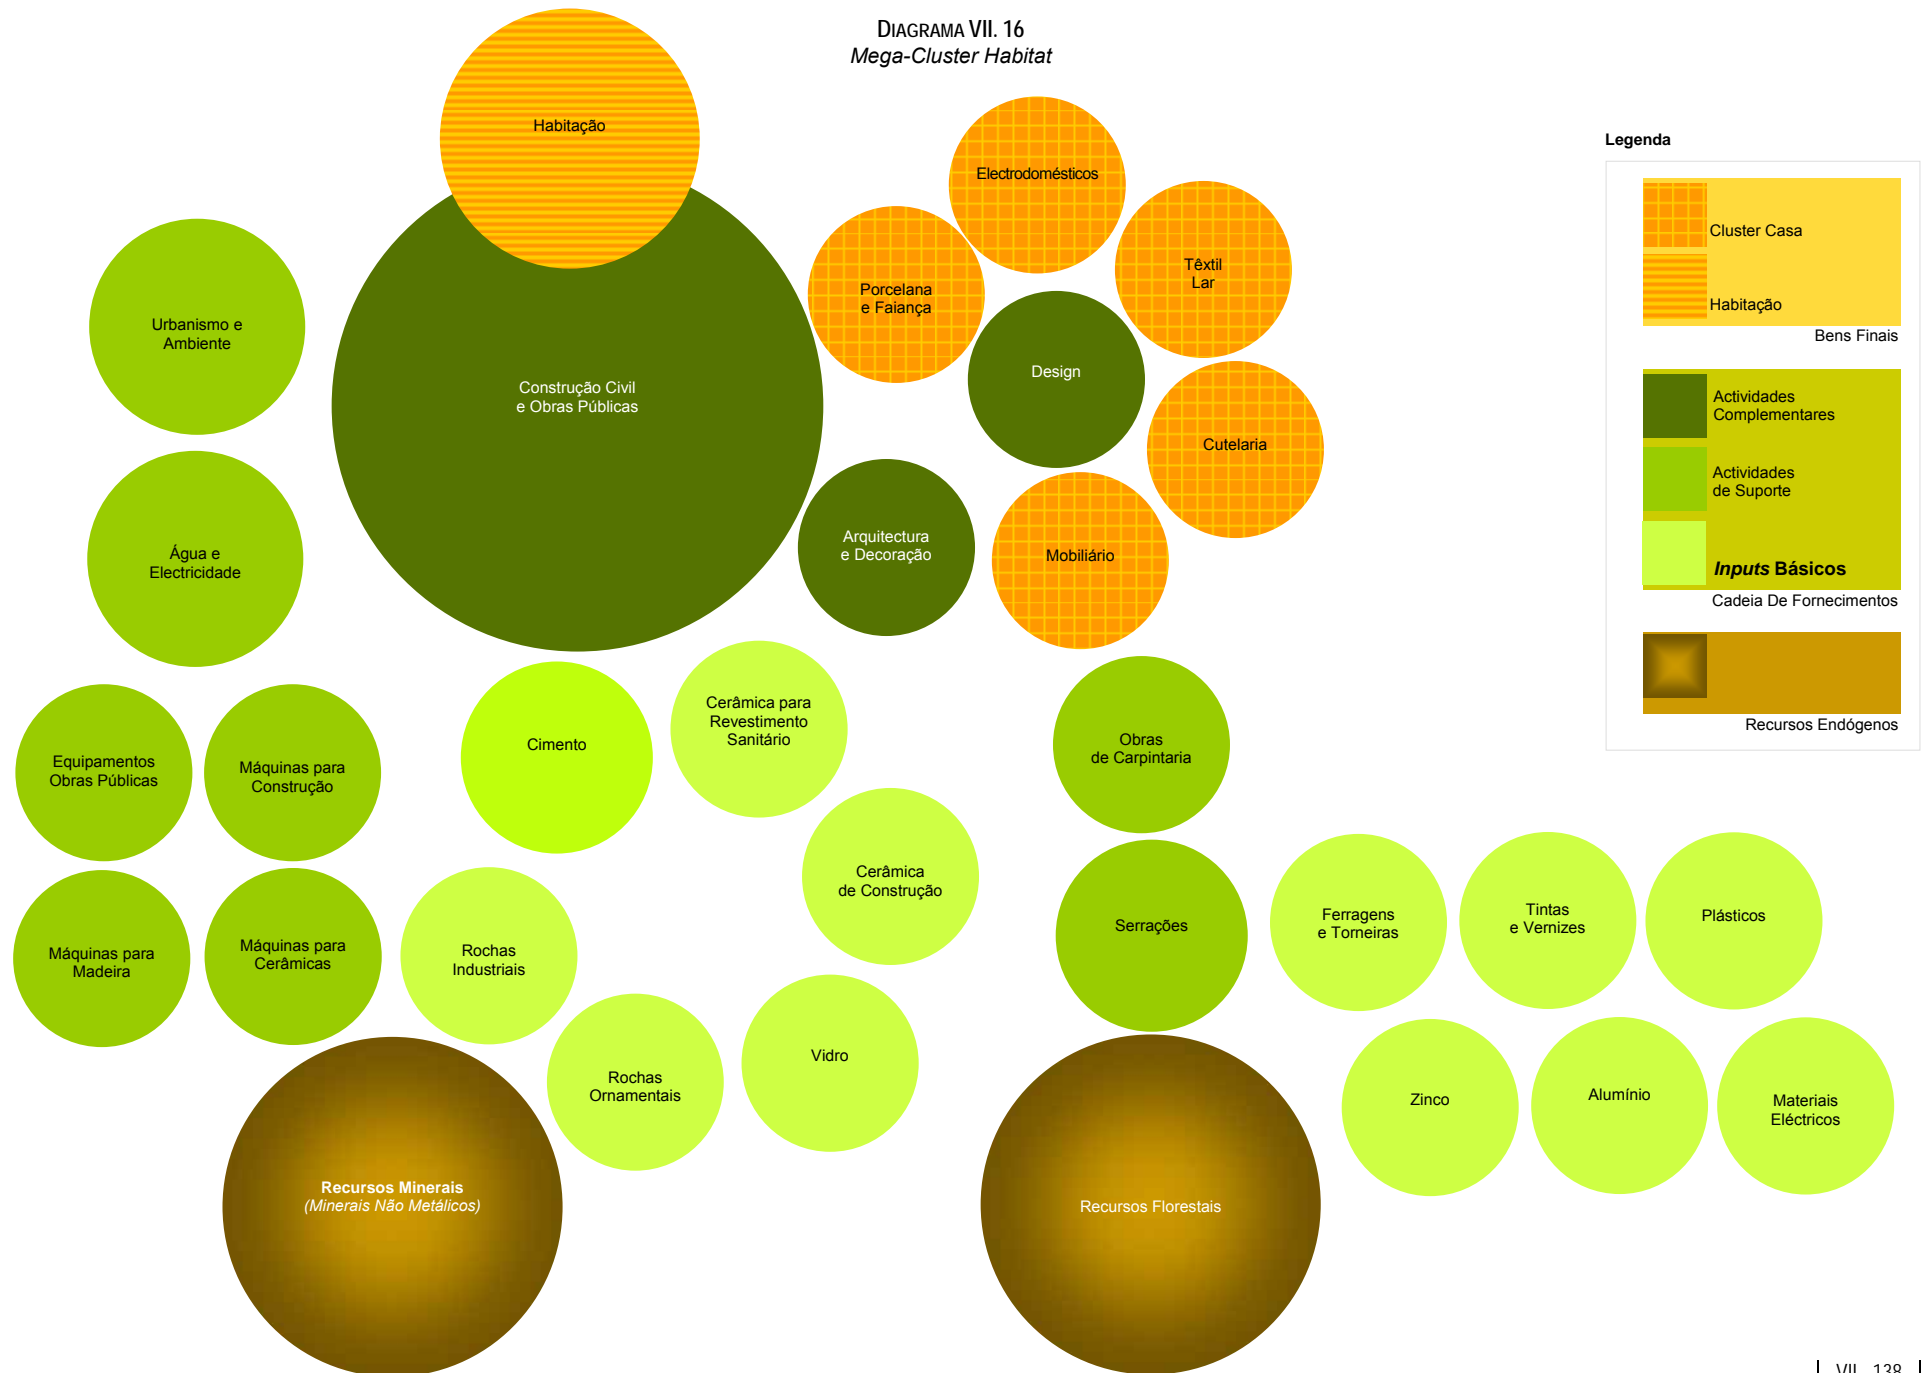 DIAGRAMA VII. 16
Mega-Cluster Habitat
Habitação
Electrodomésticos
Têxtil
Lar
Porcelana
e Faiança
Urbanismo e
Ambiente
Design
Construção Civil
e Obras Públicas
Cutelaria
Água e
Electricidade
Arquitectura
e Decoração
Mobiliário
Legenda
Cluster Casa
Habitação
Bens Finais
Actividades
Complementares
Actividades
de Suporte
Inputs Básicos
Cadeia De Fornecimentos
Recursos Endógenos
Equipamentos
Obras Públicas
Máquinas para
Construção
Cimento
Cerâmica para
Revestimento
Sanitário
Obras
de Carpintaria
Máquinas para
Madeira
Máquinas para
Cerâmicas
Rochas
Industriais
Cerâmica
de Construção
Serrações
Ferragens
e Torneiras
Tintas
e Vernizes
Plásticos
Rochas
Ornamentais
Vidro
Zinco
Alumínio
Materiais
Eléctricos
Recursos Minerais
(Minerais Não Metálicos)
Recursos Florestais
VII . 138